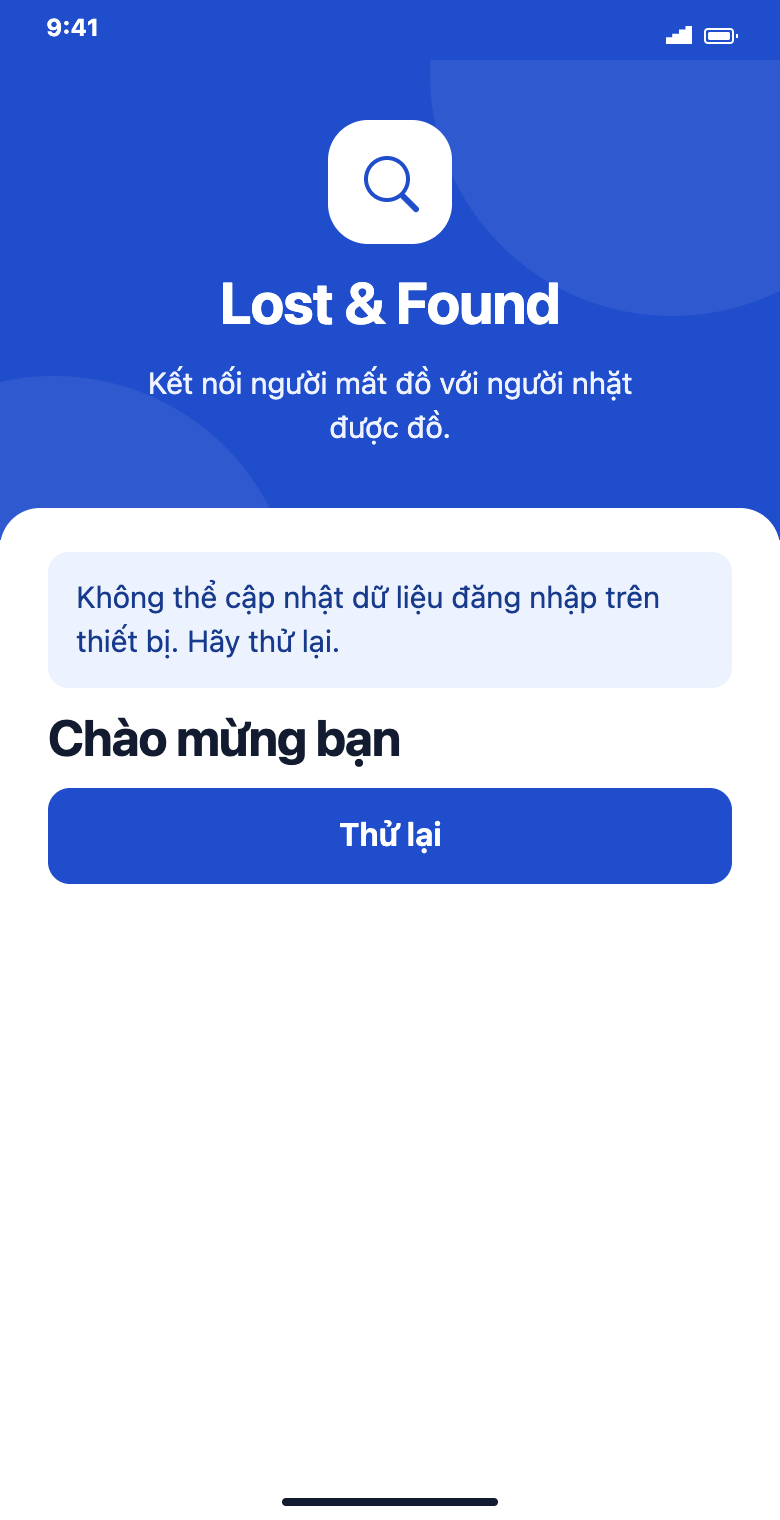 9:41
Lost & Found
Kết nối người mất đồ với người nhặt
được đồ.
Không thể cập nhật dữ liệu đăng nhập trên
thiết bị. Hãy thử lại.
Chào mừng bạn
Thử lại